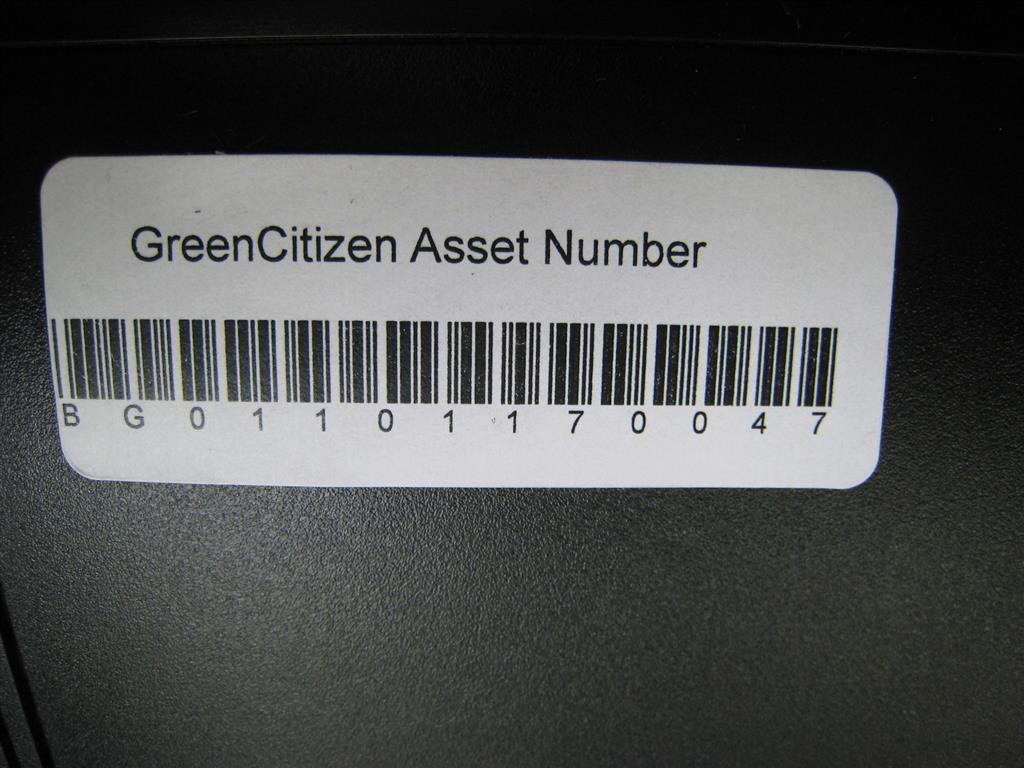 GreenCitizen Asset Number
B G 0 1 1 0 1 1 7 0 0 4 7